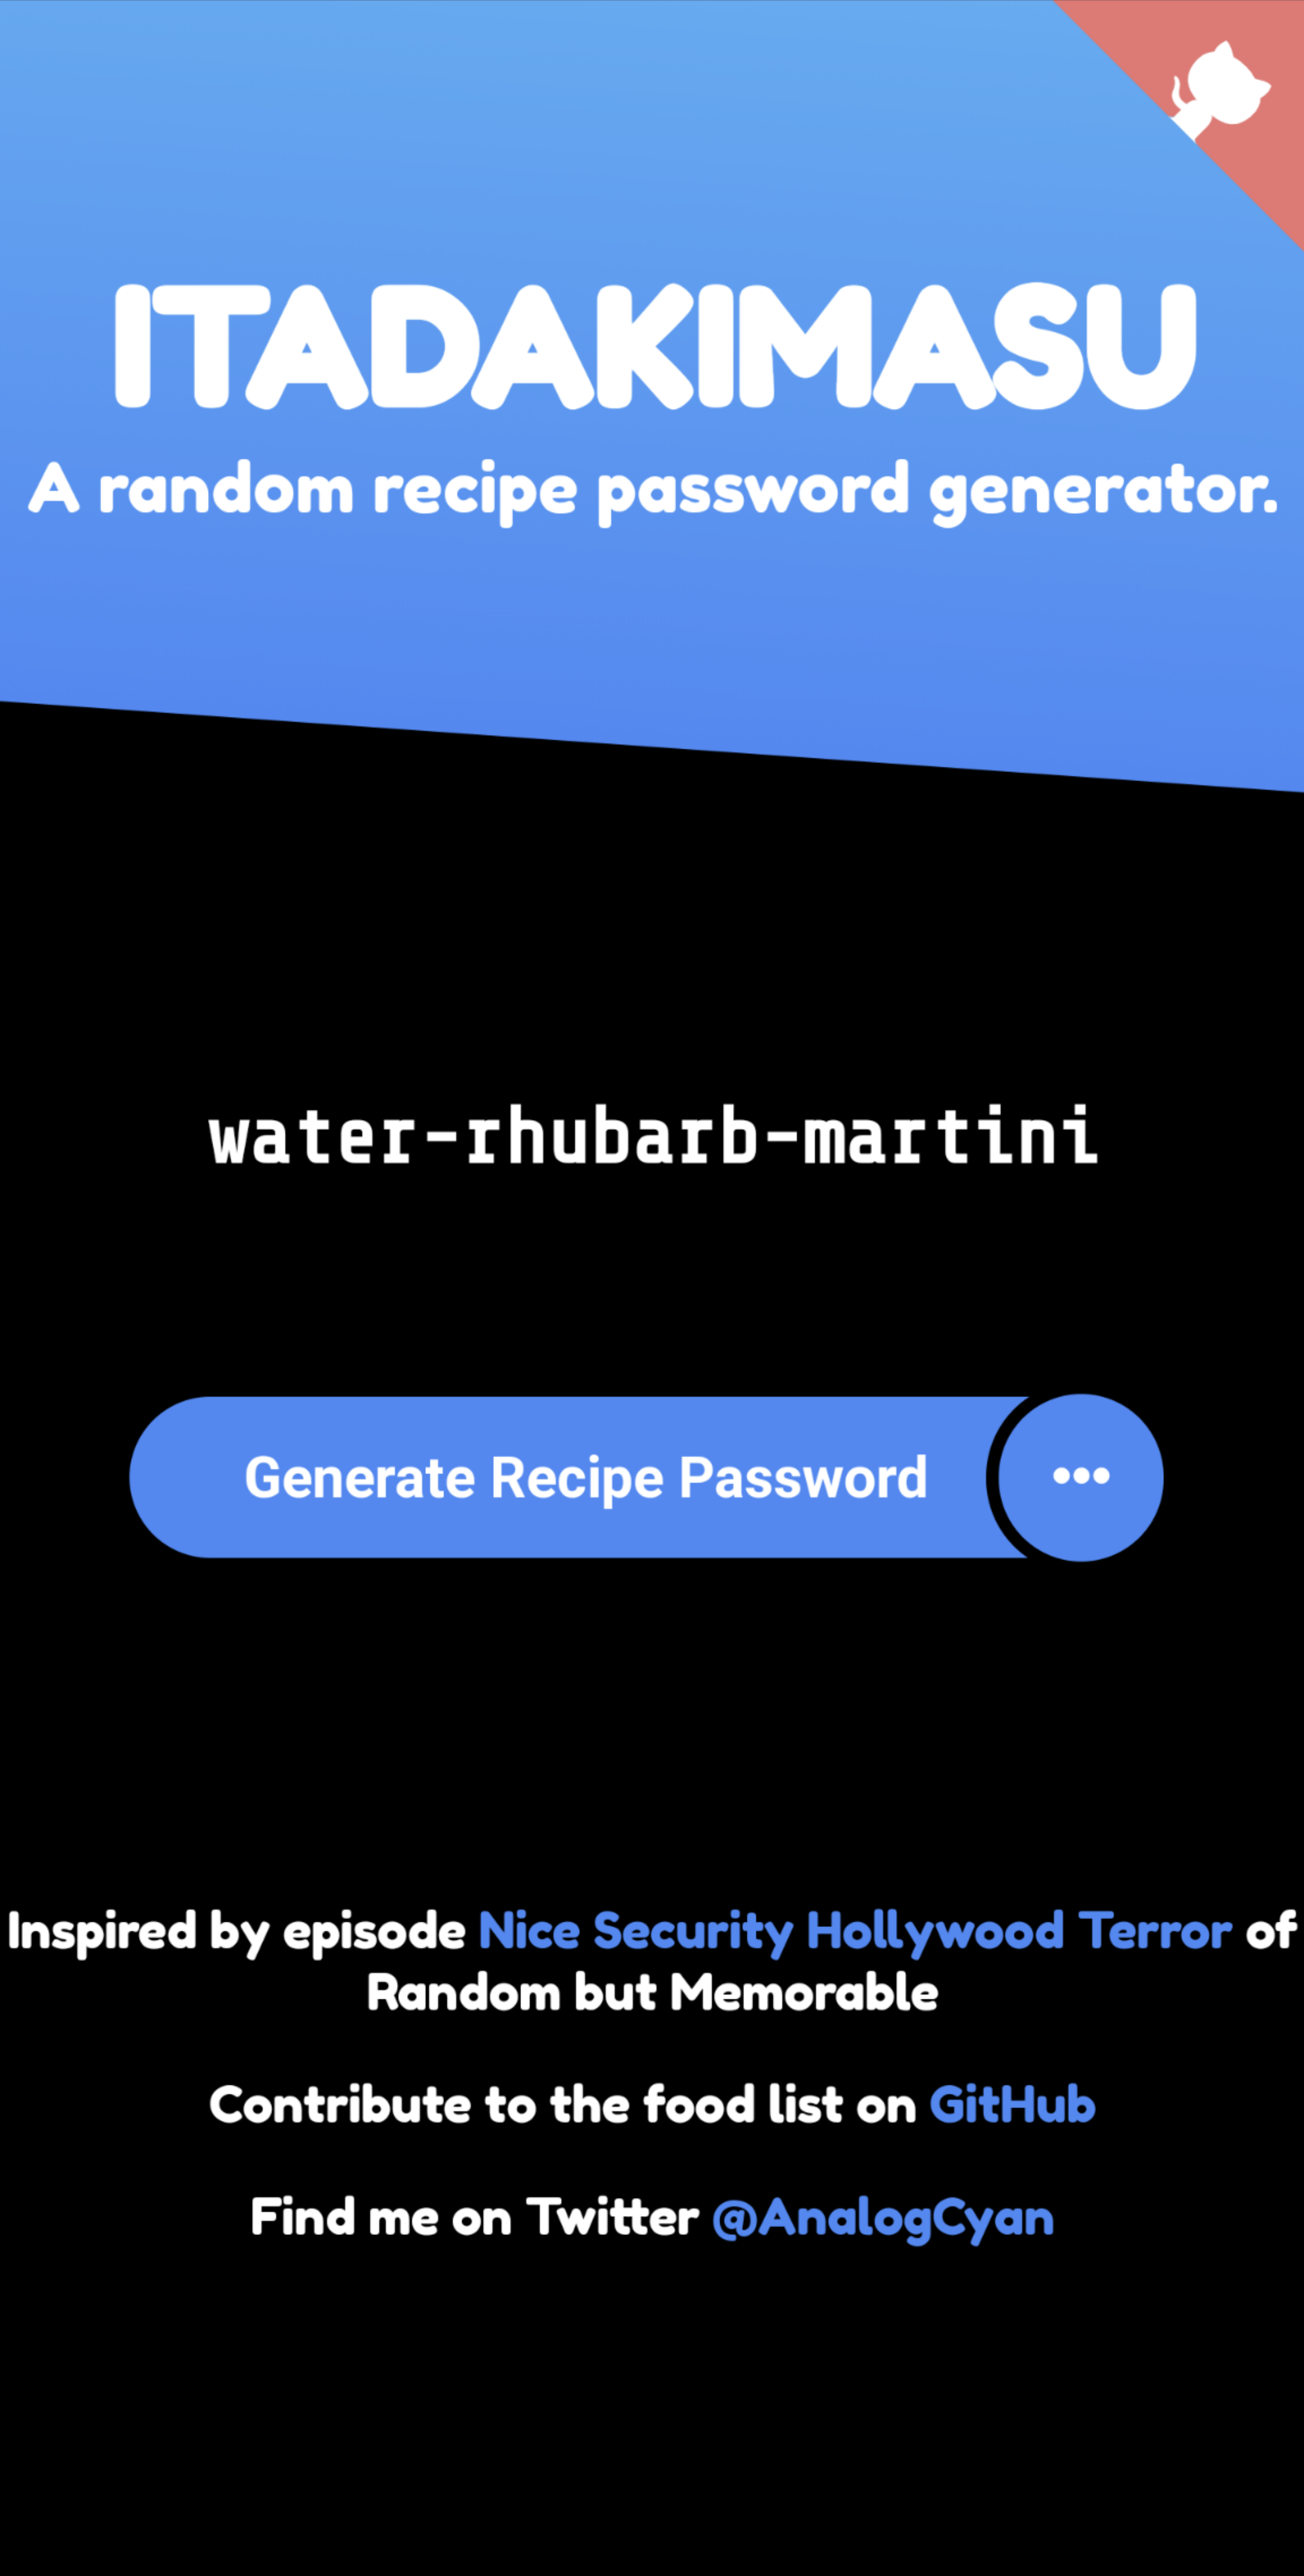 ITADAKIMASU
A random recipe password generator.
water-rhubarb-martini
Generate Recipe Password
•••
Inspired by episode Nice Security Hollywood Terror of
Random but Memorable
Contribute to the food list on GitHub
Find me on Twitter @AnalogCyan